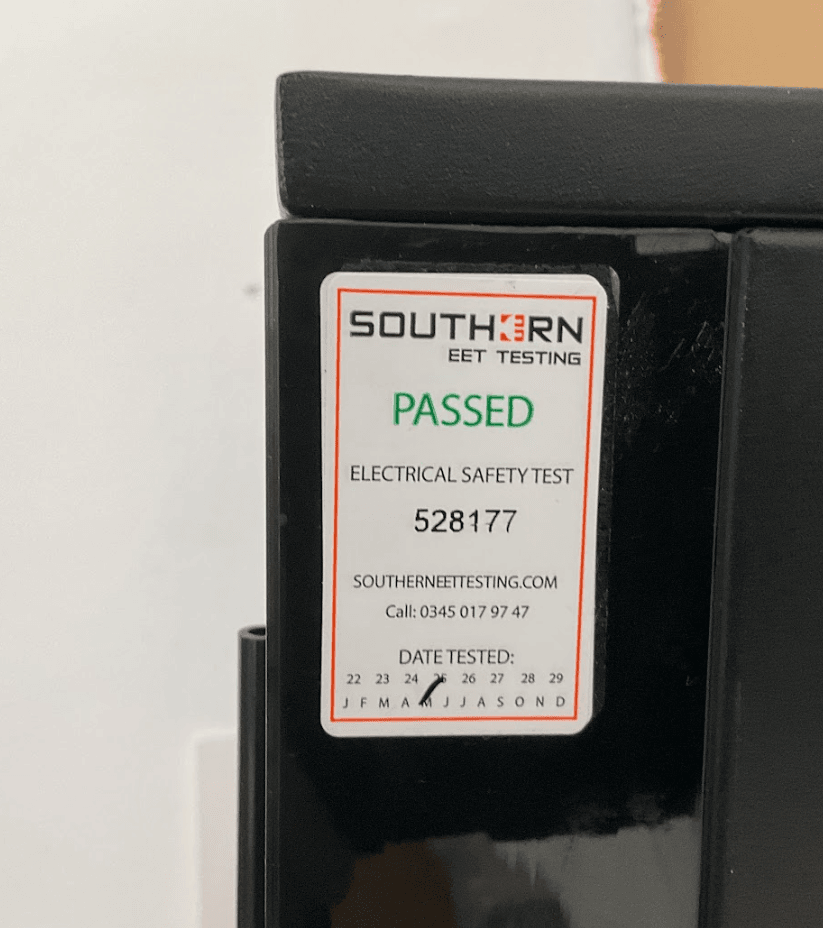 SOUTHERN
EET TESTING
PASSED
ELECTRICAL SAFETY TEST
528177
SOUTHERNEETTESTING.COM
Call: 0345 017 97 47
DATE TESTED:
22 23 24 25 26 27 28 29
J F M A M J J A S O N D